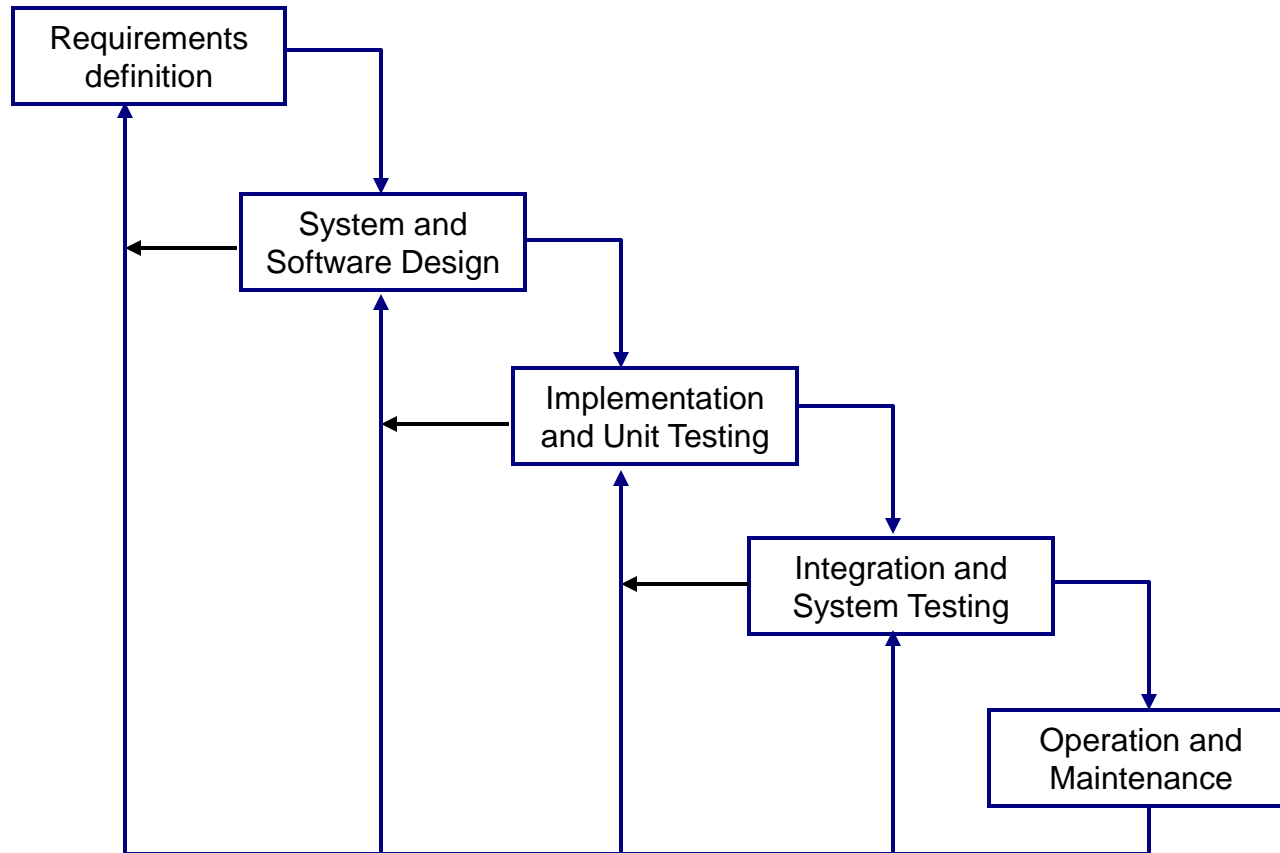 Requirements
definition
System and
Software Design
Implementation
and Unit Testing
Integration and
System Testing
Operation and
Maintenance